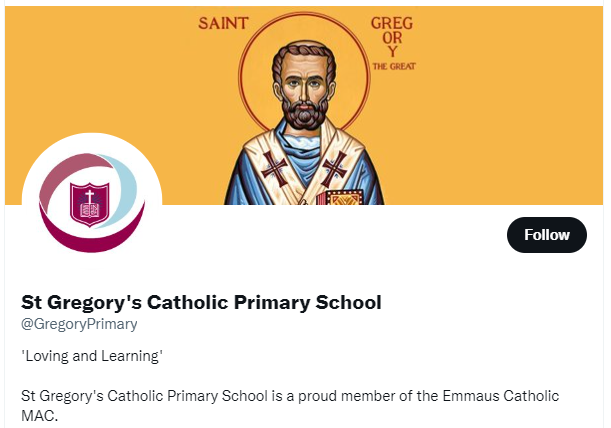 SAINT
GREG
OR
Y
THE GREAT
Follow
St Gregory's Catholic Primary School
@GregoryPrimary
'Loving and Learning'
St Gregory's Catholic Primary School is a proud member of the Emmaus Catholic
MAC.